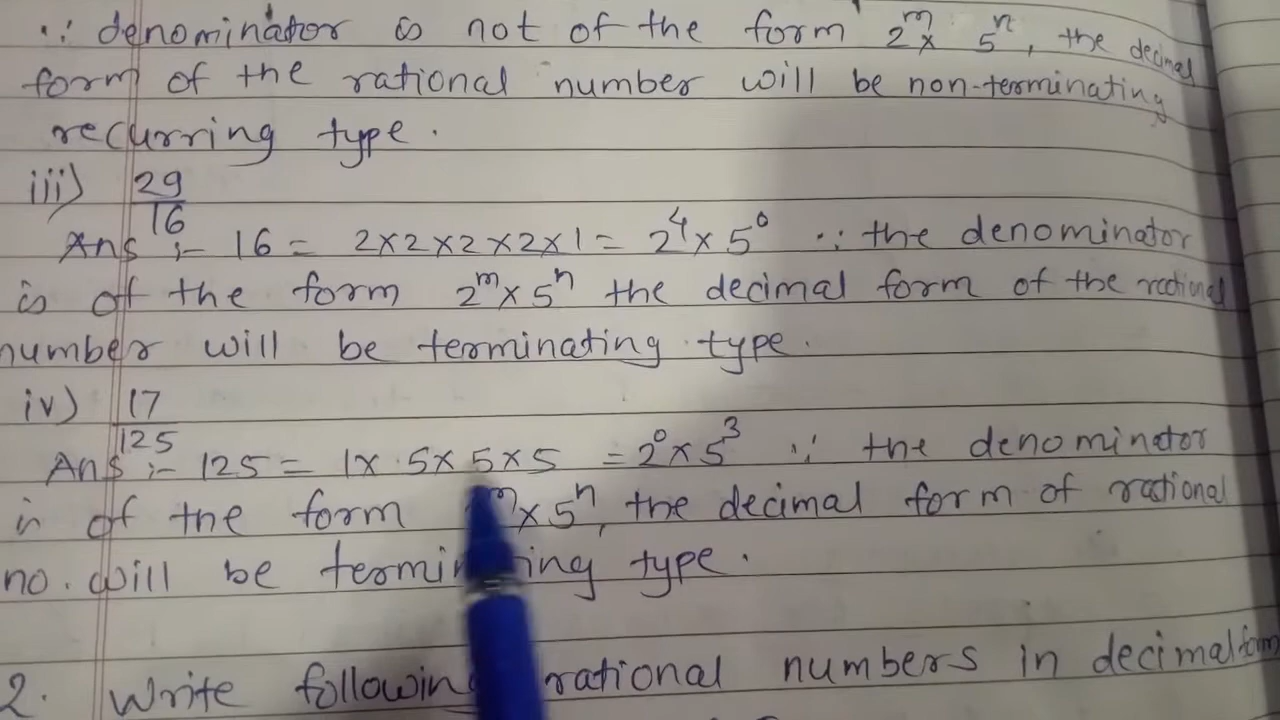 ∵ denominator is not of the form 2^m × 5^n, the decimal
form of the rational number will be non-terminating
recurring type.
iii) 29/16
Ans :- 16 = 2×2×2×2×1 = 2^4 × 5^0 ∵ the denominator
is of the form 2^m × 5^n the decimal form of the rational
number will be terminating type.
iv) 17/125
Ans :- 125 = 1× 5×5×5 = 2^0 × 5^3 ∵ the denominator
is of the form ^m × 5^n, the decimal form of rational
no. will be terminating type.
2. Write following rational numbers in decimal form